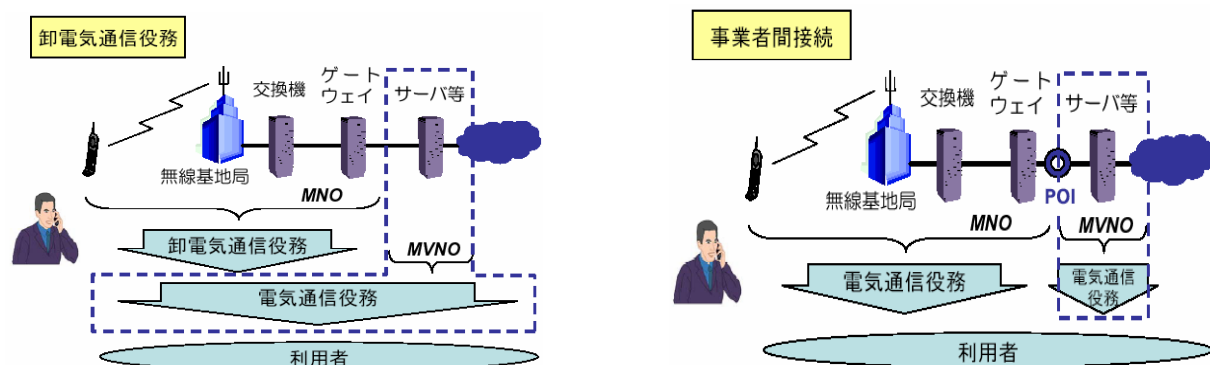 卸電気通信役務
交換機
ゲート
ウェイ
サーバ等
無線基地局
MNO
卸電気通信役務
MVNO
電気通信役務
利用者
事業者間接続
交換機
ゲート
ウェイ
サーバ等
無線基地局
POI
MNO
MVNO
電気通信役務
電気通信
役務
利用者